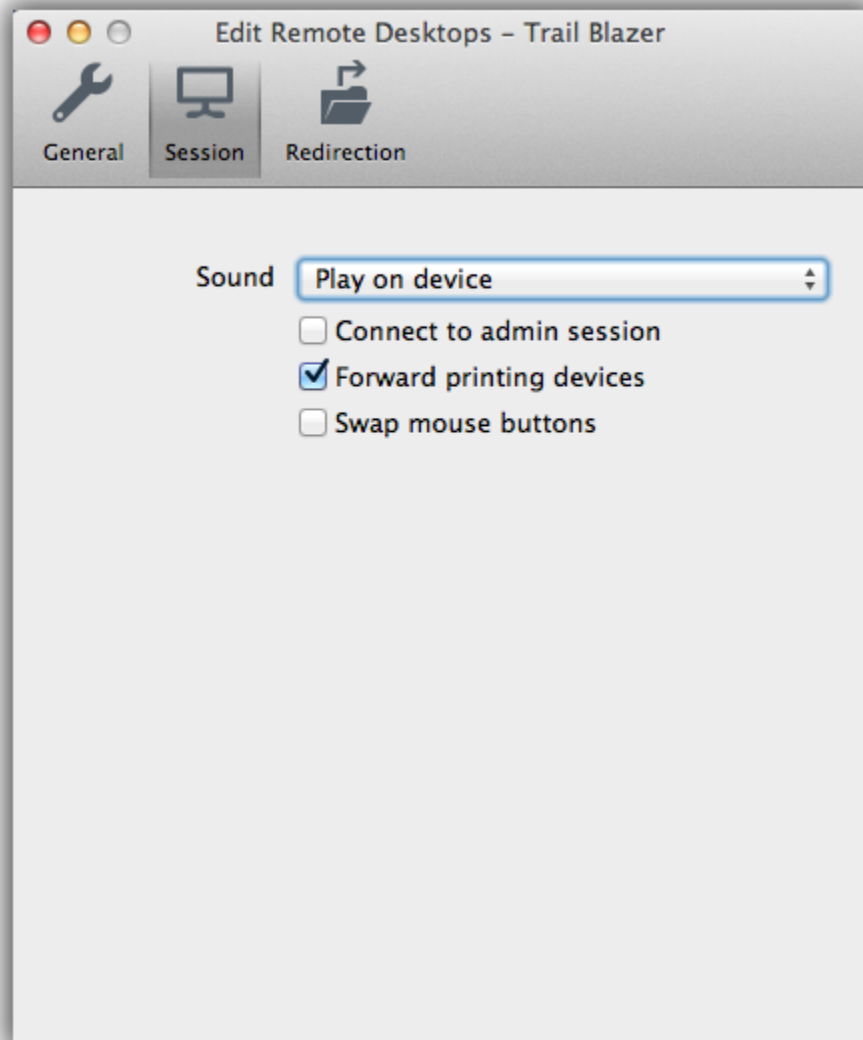 Edit Remote Desktops – Trail Blazer
General Session Redirection
Sound Play on device
Connect to admin session
Forward printing devices
Swap mouse buttons